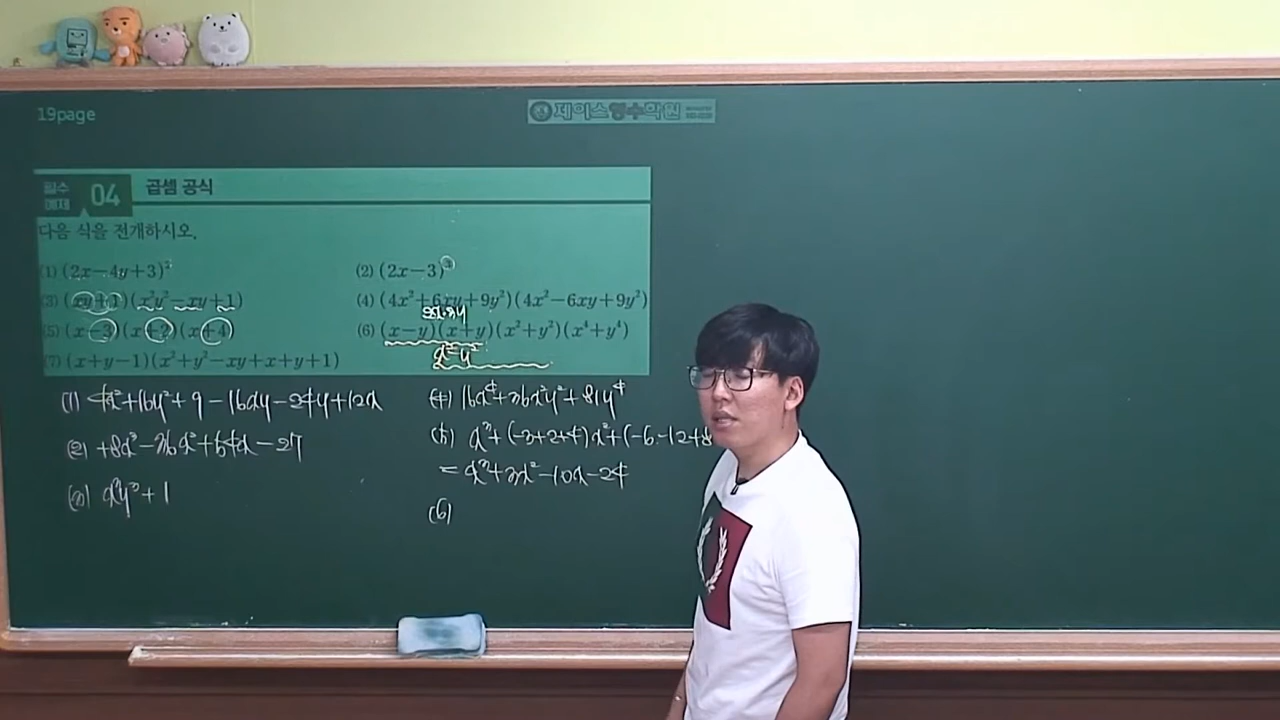 19page
제이스영수학원
필수 예제 04 곱셈 공식
다음 식을 전개하시오.
(1) (2x−4y+3)²
(2) (2x−3)³
(3) (xy+1)(x²y²−xy+1)
(4) (4x²+6xy+9y²)(4x²−6xy+9y²)
2x·3y
(5) (x−3)(x+2)(x+4)
(6) (x−y)(x+y)(x²+y²)(x⁴+y⁴)
x²−y²
(7) (x+y−1)(x²+y²−xy+x+y+1)
(1) 4x²+16y²+9−16xy−24y+12x
(4) 16x⁴+36x²y²+81y⁴
(2) +8x³−36x²+54x−27
(5) x³+(−3+2+4)x²+(−6−12+8
=x³+3x²−10x−24
(3) x³y³+1
(6)